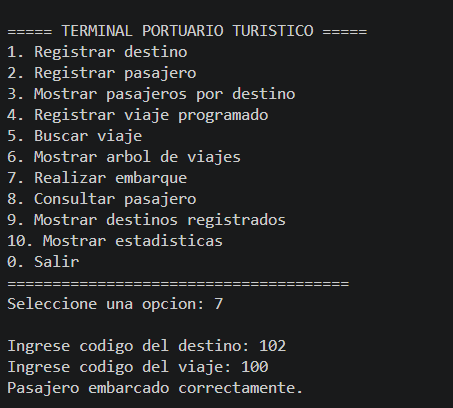 ===== TERMINAL PORTUARIO TURISTICO =====
1. Registrar destino
2. Registrar pasajero
3. Mostrar pasajeros por destino
4. Registrar viaje programado
5. Buscar viaje
6. Mostrar arbol de viajes
7. Realizar embarque
8. Consultar pasajero
9. Mostrar destinos registrados
10. Mostrar estadisticas
0. Salir
======================================
Seleccione una opcion: 7
Ingrese codigo del destino: 102
Ingrese codigo del viaje: 100
Pasajero embarcado correctamente.